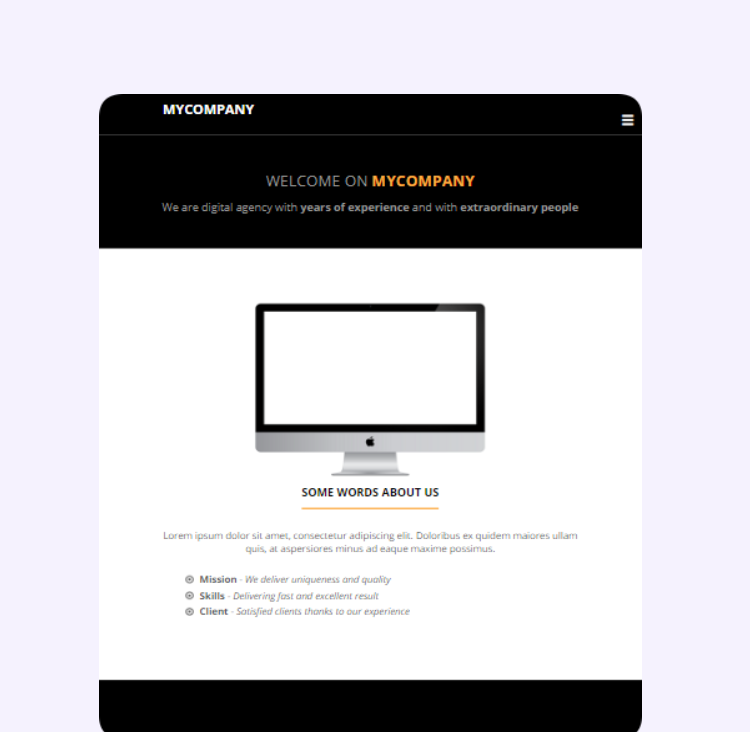 MYCOMPANY
WELCOME ON MYCOMPANY
We are digital agency with years of experience and with extraordinary people
SOME WORDS ABOUT US
Lorem ipsum dolor sit amet, consectetur adipiscing elit. Doloribus ex quidem maiores ullam
quis, at aspersiores minus ad eaque maxime possimus.
Mission - We deliver uniqueness and quality
Skills - Delivering fast and excellent result
Client - Satisfied clients thanks to our experience